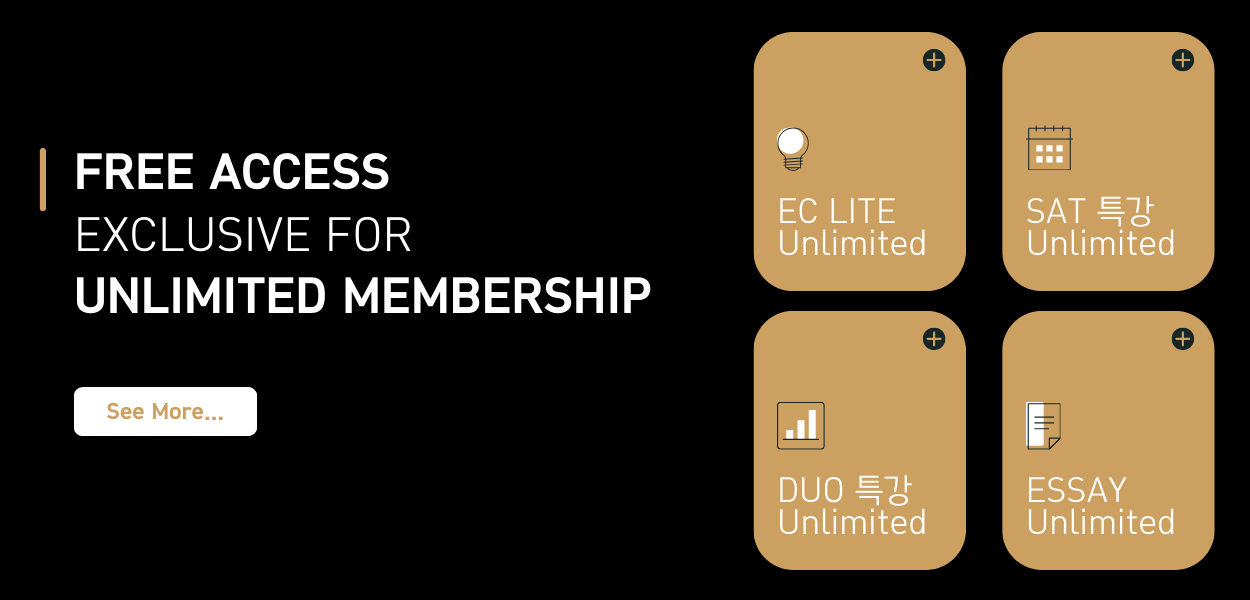 FREE ACCESS
EXCLUSIVE FOR
UNLIMITED MEMBERSHIP
See More...
EC LITE
Unlimited
SAT 특강
Unlimited
DUO 특강
Unlimited
ESSAY
Unlimited